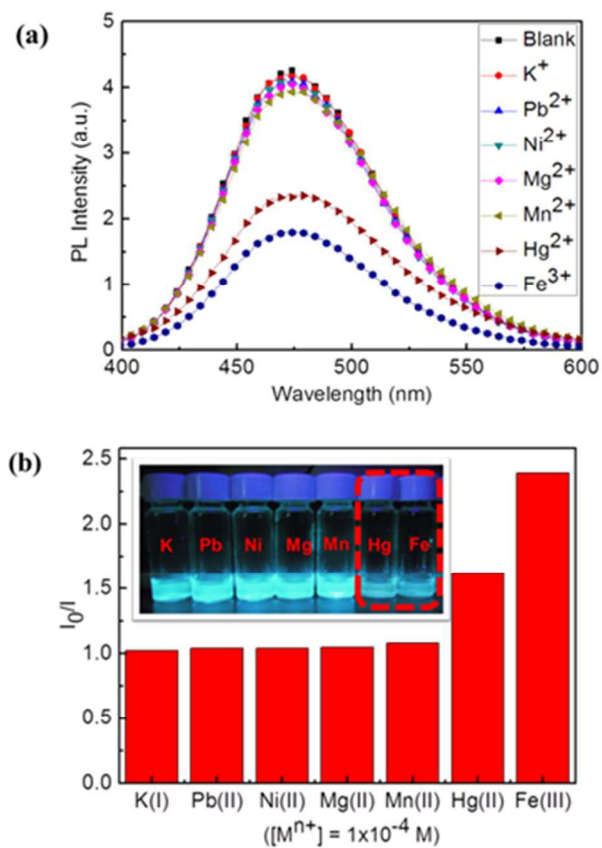 (a)
5
4
3
2
1
0
PL Intensity (a.u.)
Blank
K⁺
Pb²⁺
Ni²⁺
Mg²⁺
Mn²⁺
Hg²⁺
Fe³⁺
400 450 500 550 600
Wavelength (nm)
(b)
2.5
2.0
1.5
1.0
0.5
0.0
I₀/I
K Pb Ni Mg Mn Hg Fe
K(I) Pb(II) Ni(II) Mg(II) Mn(II) Hg(II) Fe(III)
([Mⁿ⁺] = 1x10⁻⁴ M)